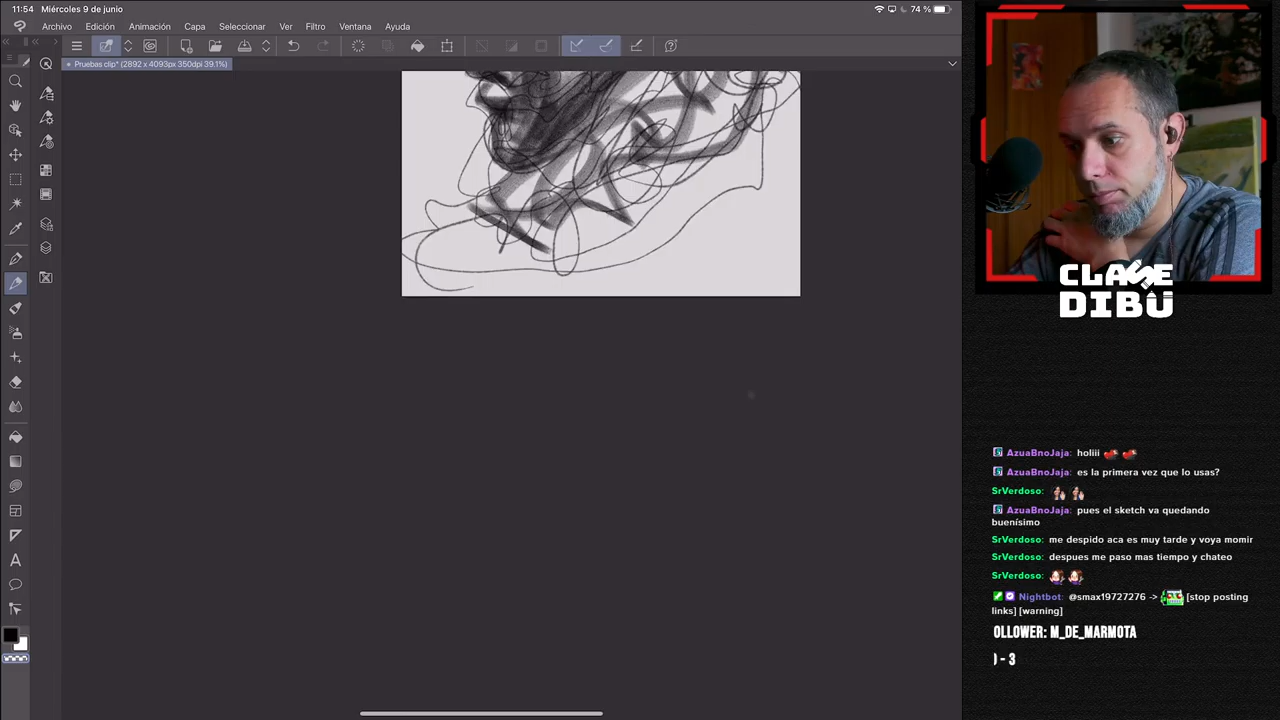 11:54 Miércoles 9 de junio
74 %
Archivo Edición Animación Capa Seleccionar Ver Filtro Ventana Ayuda
Pruebas clip* (2892 x 4093px 350dpi 39.1%)
CLASE
DIBU
AzuaBnoJaja: holiii
AzuaBnoJaja: es la primera vez que lo usas?
SrVerdoso:
AzuaBnoJaja: pues el sketch va quedando
buenísimo
SrVerdoso: me despido aca es muy tarde y voya momir
SrVerdoso: despues me paso mas tiempo y chateo
SrVerdoso:
Nightbot: @smax19727276 -> [stop posting
links] [warning]
OLLOWER: M_DE_MARMOTA
) - 3